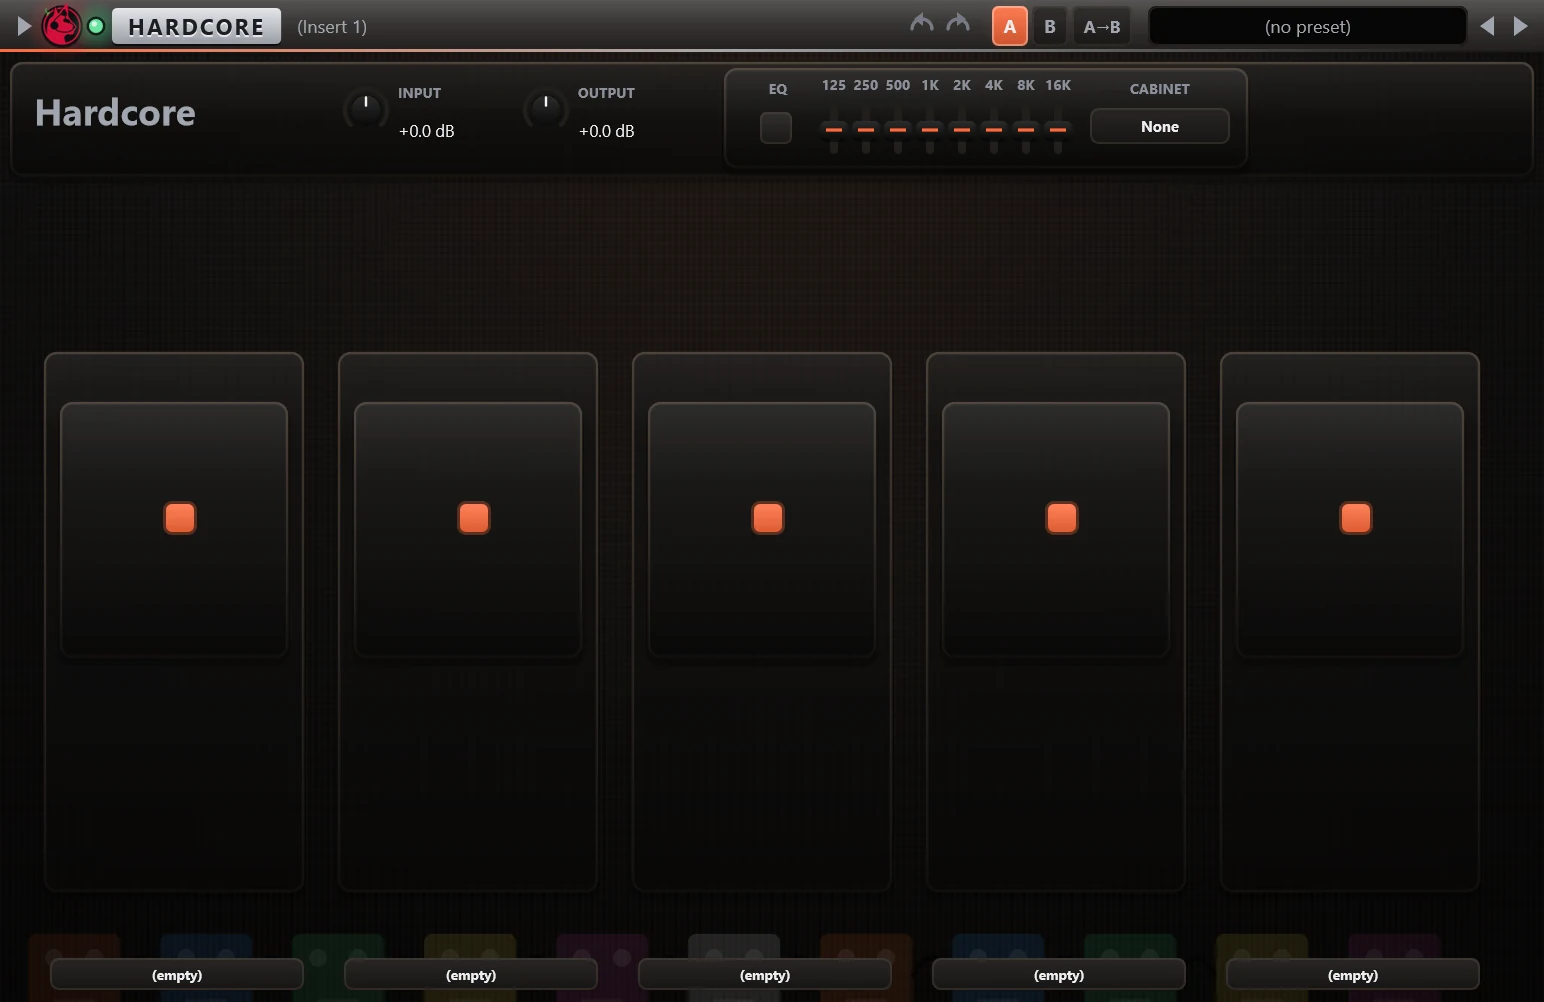 HARDCORE (Insert 1) A B A→B (no preset)
Hardcore
INPUT
+0.0 dB
OUTPUT
+0.0 dB
EQ
125 250 500 1K 2K 4K 8K 16K
CABINET
None
(empty) (empty) (empty) (empty) (empty)